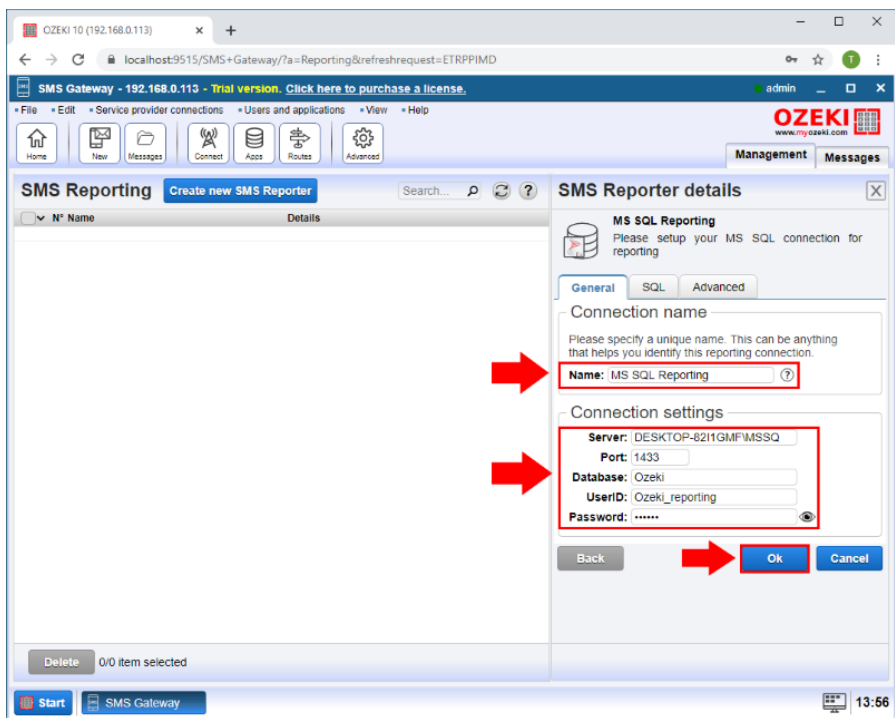 OZEKI 10 (192.168.0.113)
localhost:9515/SMS+Gateway/?a=Reporting&refreshrequest=ETRPPIMD
T
SMS Gateway - 192.168.0.113 - Trial version. Click here to purchase a license.
admin
File Edit Service provider connections Users and applications View Help
OZEKI
www.myozeki.com
Home New Messages Connect Apps Routes Advanced
Management Messages
SMS Reporting Create new SMS Reporter Search... ?
N° Name Details
SMS Reporter details X
MS SQL Reporting
Please setup your MS SQL connection for
reporting
General SQL Advanced
Connection name
Please specify a unique name. This can be anything
that helps you identify this reporting connection.
Name: MS SQL Reporting ?
Connection settings
Server: DESKTOP-82I1GMF\MSSQ
Port: 1433
Database: Ozeki
UserID: Ozeki_reporting
Password: ••••••
Back Ok Cancel
Delete 0/0 item selected
Start SMS Gateway 13:56